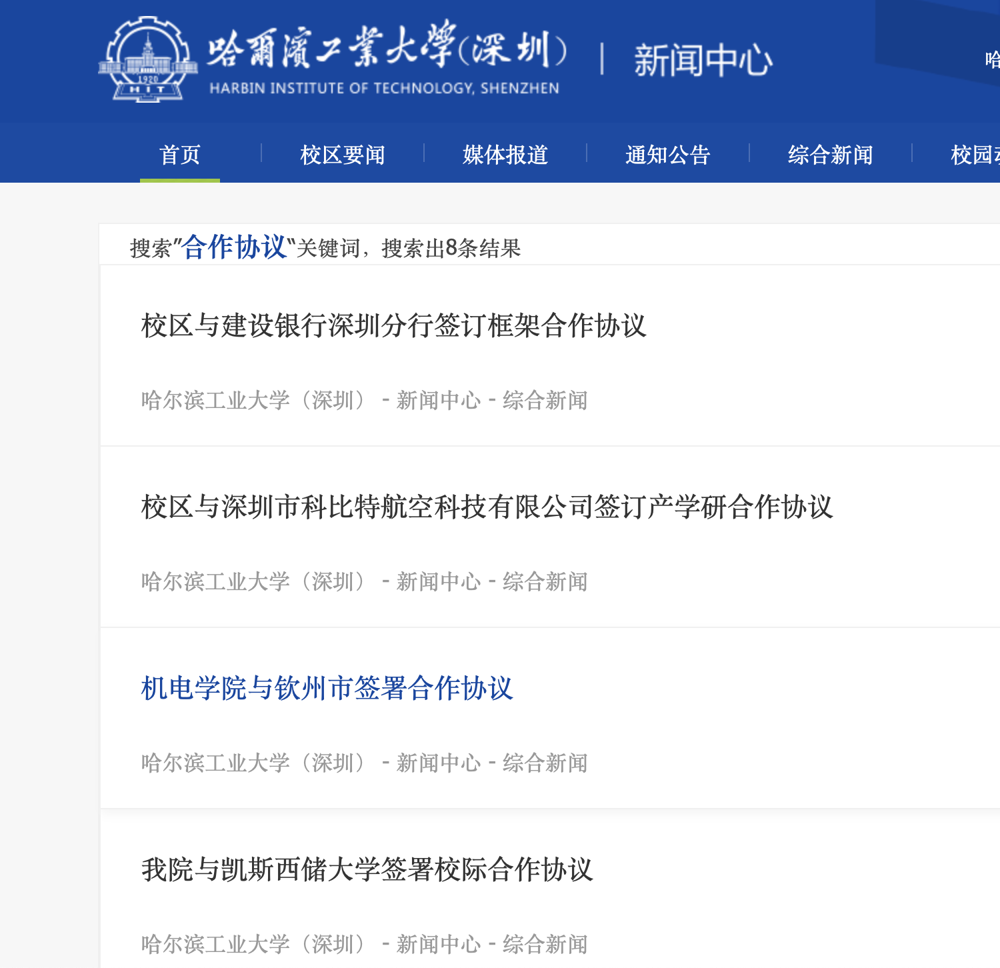 哈爾濱工業大學(深圳) | 新闻中心
HARBIN INSTITUTE OF TECHNOLOGY, SHENZHEN
1920
HIT
哈
首页 校区要闻 媒体报道 通知公告 综合新闻 校园
搜索"合作协议“关键词，搜索出8条结果
校区与建设银行深圳分行签订框架合作协议
哈尔滨工业大学（深圳） - 新闻中心 - 综合新闻
校区与深圳市科比特航空科技有限公司签订产学研合作协议
哈尔滨工业大学（深圳） - 新闻中心 - 综合新闻
机电学院与钦州市签署合作协议
哈尔滨工业大学（深圳） - 新闻中心 - 综合新闻
我院与凯斯西储大学签署校际合作协议
哈尔滨工业大学（深圳） - 新闻中心 - 综合新闻